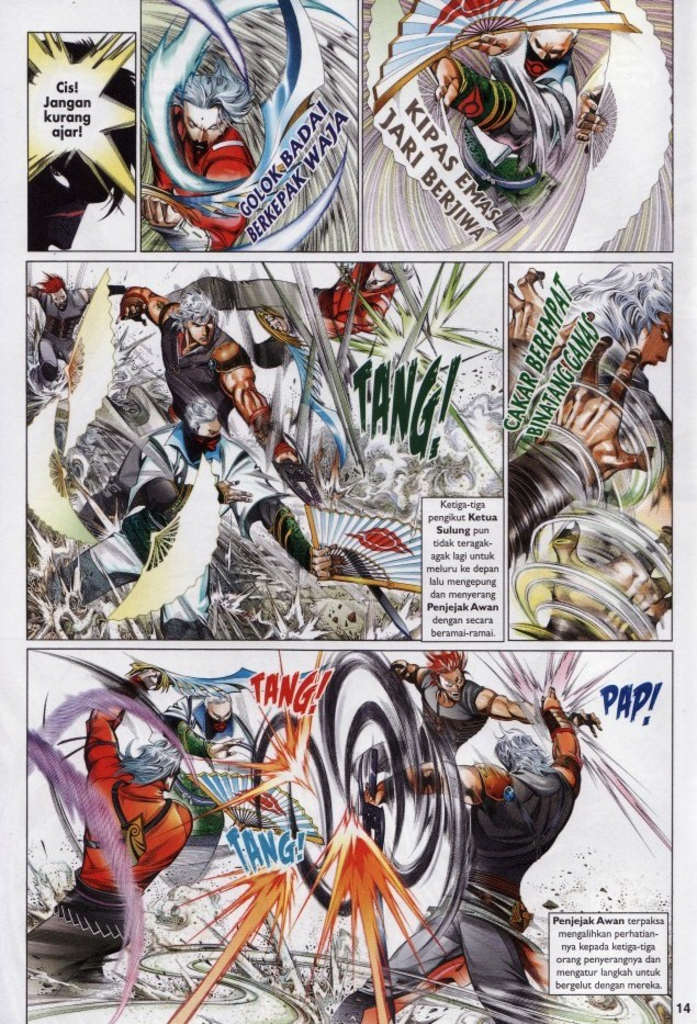 Cis!
Jangan
kurang
ajar!
GOLOK BADAI
BERKEPAK WAJA
KIPAS EMAS
JARI BERJIWA
TANG!
CAKAR BEREMPAT
BINATANG GANAS
Ketiga-tiga
pengikut Ketua
Sulung pun
tidak teragak-
agak lagi untuk
meluru ke depan
lalu mengepung
dan menyerang
Penjejak Awan
dengan secara
beramai-ramai.
TANG!
PAP!
TANG!
Penjejak Awan terpaksa
mengalihkan perhatian-
nya kepada ketiga-tiga
orang penyerangnya dan
mengatur langkah untuk
bergelut dengan mereka.
14